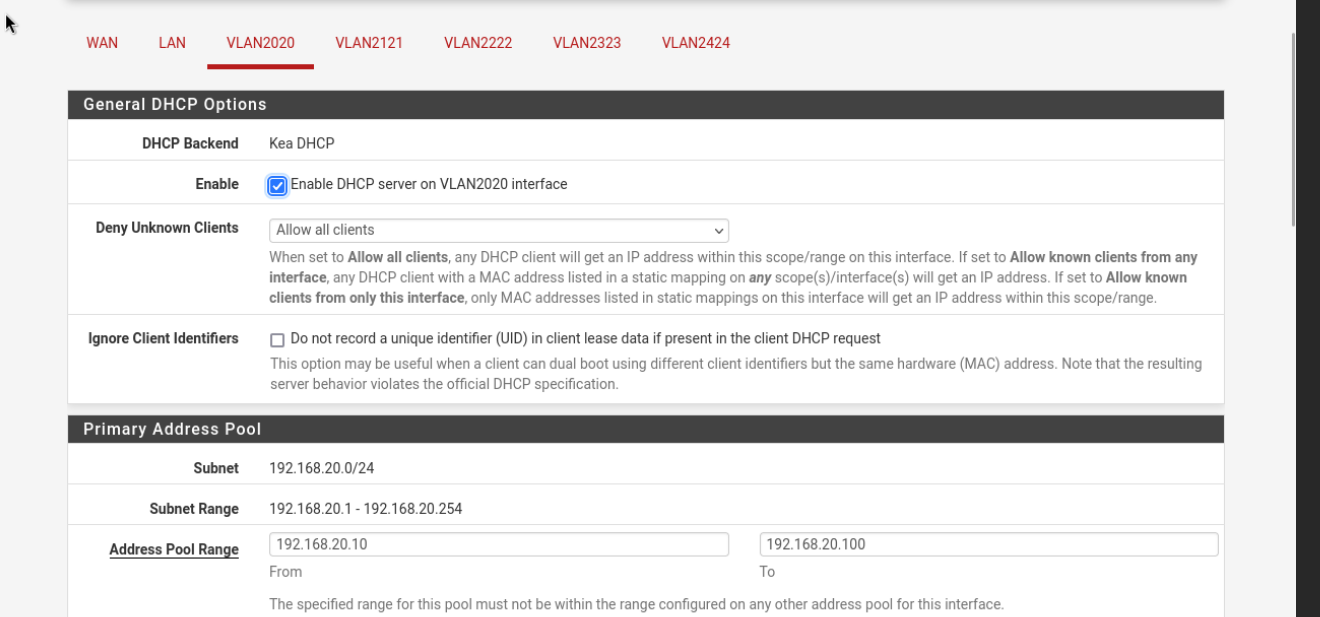 WAN LAN VLAN2020 VLAN2121 VLAN2222 VLAN2323 VLAN2424
General DHCP Options
DHCP Backend Kea DHCP
Enable Enable DHCP server on VLAN2020 interface
Deny Unknown Clients Allow all clients
When set to Allow all clients, any DHCP client will get an IP address within this scope/range on this interface. If set to Allow known clients from any
interface, any DHCP client with a MAC address listed in a static mapping on any scope(s)/interface(s) will get an IP address. If set to Allow known
clients from only this interface, only MAC addresses listed in static mappings on this interface will get an IP address within this scope/range.
Ignore Client Identifiers Do not record a unique identifier (UID) in client lease data if present in the client DHCP request
This option may be useful when a client can dual boot using different client identifiers but the same hardware (MAC) address. Note that the resulting
server behavior violates the official DHCP specification.
Primary Address Pool
Subnet 192.168.20.0/24
Subnet Range 192.168.20.1 - 192.168.20.254
Address Pool Range 192.168.20.10 192.168.20.100
From To
The specified range for this pool must not be within the range configured on any other address pool for this interface.